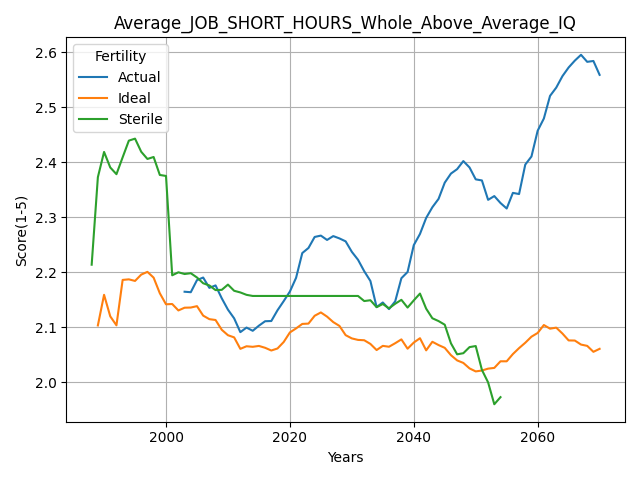 Average_JOB_SHORT_HOURS_Whole_Above_Average_IQ
Fertility
Actual
Ideal
Sterile
Score(1-5)
2.6
2.5
2.4
2.3
2.2
2.1
2.0
2000 2020 2040 2060
Years